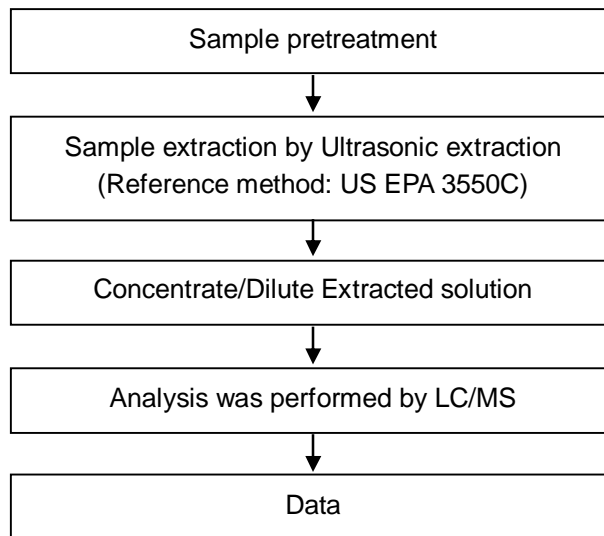 Sample pretreatment
Sample extraction by Ultrasonic extraction
(Reference method: US EPA 3550C)
Concentrate/Dilute Extracted solution
Analysis was performed by LC/MS
Data